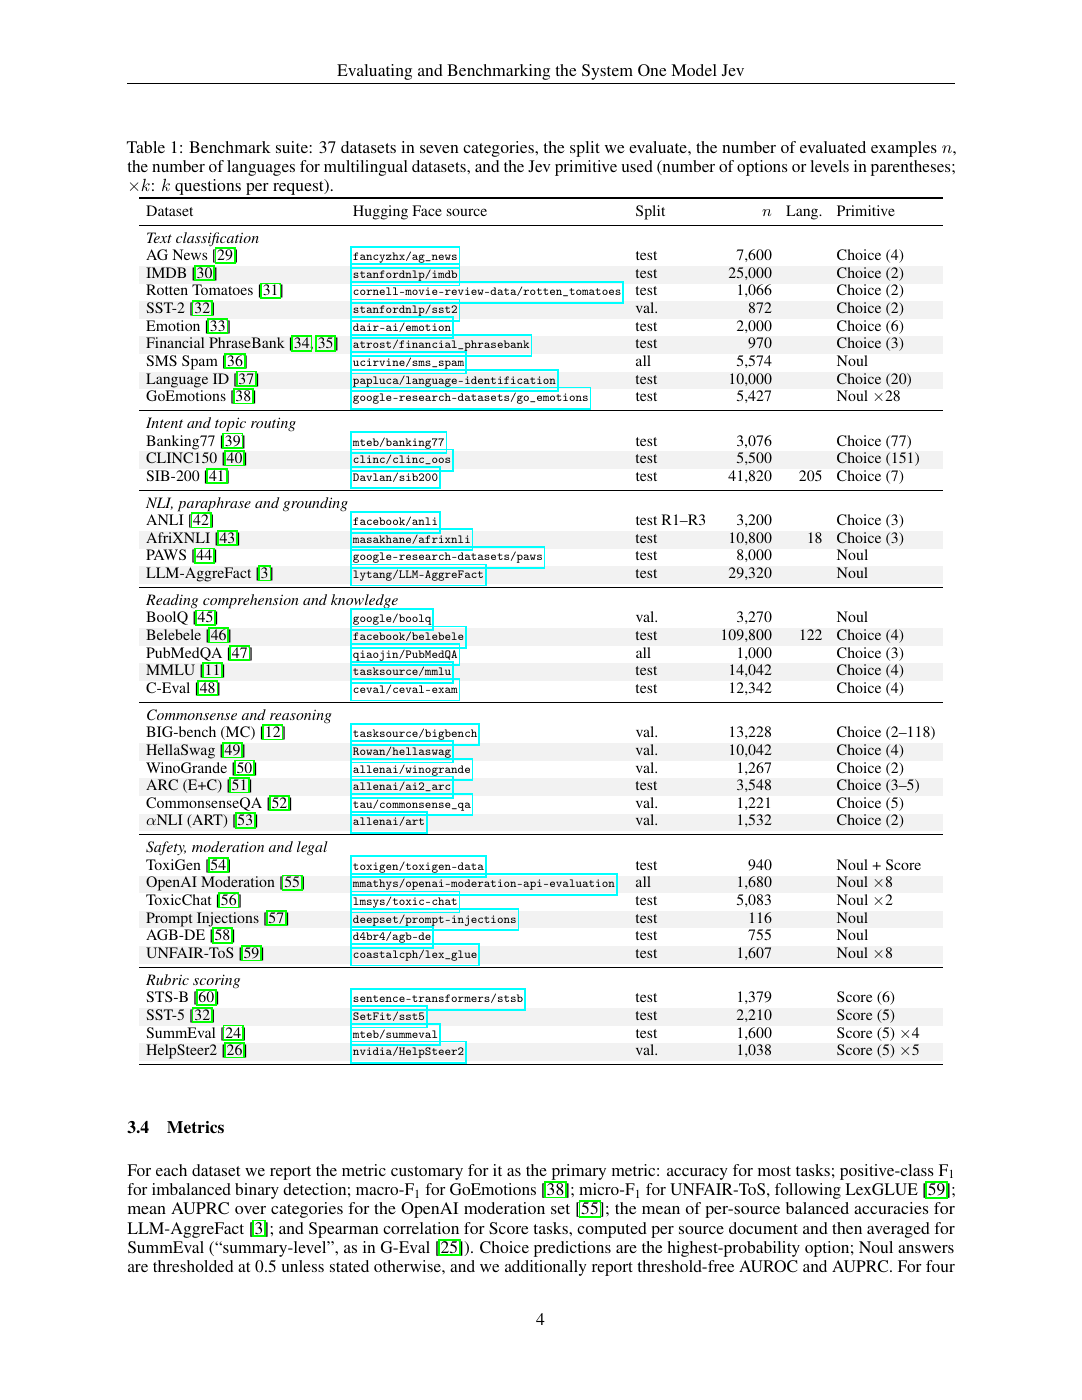 Evaluating and Benchmarking the System One Model Jev
Table 1: Benchmark suite: 37 datasets in seven categories, the split we evaluate, the number of evaluated examples n,
the number of languages for multilingual datasets, and the Jev primitive used (number of options or levels in parentheses;
×k: k questions per request).
Dataset Hugging Face source Split n Lang. Primitive
Text classification
AG News [29] fancyzhx/ag_news test 7,600 Choice (4)
IMDB [30] stanfordnlp/imdb test 25,000 Choice (2)
Rotten Tomatoes [31] cornell-movie-review-data/rotten_tomatoes test 1,066 Choice (2)
SST-2 [32] stanfordnlp/sst2 val. 872 Choice (2)
Emotion [33] dair-ai/emotion test 2,000 Choice (6)
Financial PhraseBank [34, 35] atrost/financial_phrasebank test 970 Choice (3)
SMS Spam [36] ucirvine/sms_spam all 5,574 Noul
Language ID [37] papluca/language-identification test 10,000 Choice (20)
GoEmotions [38] google-research-datasets/go_emotions test 5,427 Noul ×28
Intent and topic routing
Banking77 [39] mteb/banking77 test 3,076 Choice (77)
CLINC150 [40] clinc/clinc_oos test 5,500 Choice (151)
SIB-200 [41] Davlan/sib200 test 41,820 205 Choice (7)
NLI, paraphrase and grounding
ANLI [42] facebook/anli test R1–R3 3,200 Choice (3)
AfriXNLI [43] masakhane/afrixnli test 10,800 18 Choice (3)
PAWS [44] google-research-datasets/paws test 8,000 Noul
LLM-AggreFact [3] lytang/LLM-AggreFact test 29,320 Noul
Reading comprehension and knowledge
BoolQ [45] google/boolq val. 3,270 Noul
Belebele [46] facebook/belebele test 109,800 122 Choice (4)
PubMedQA [47] qiaojin/PubMedQA all 1,000 Choice (3)
MMLU [11] tasksource/mmlu test 14,042 Choice (4)
C-Eval [48] ceval/ceval-exam test 12,342 Choice (4)
Commonsense and reasoning
BIG-bench (MC) [12] tasksource/bigbench val. 13,228 Choice (2–118)
HellaSwag [49] Rowan/hellaswag val. 10,042 Choice (4)
WinoGrande [50] allenai/winogrande val. 1,267 Choice (2)
ARC (E+C) [51] allenai/ai2_arc test 3,548 Choice (3–5)
CommonsenseQA [52] tau/commonsense_qa val. 1,221 Choice (5)
αNLI (ART) [53] allenai/art val. 1,532 Choice (2)
Safety, moderation and legal
ToxiGen [54] toxigen/toxigen-data test 940 Noul + Score
OpenAI Moderation [55] mmathys/openai-moderation-api-evaluation all 1,680 Noul ×8
ToxicChat [56] lmsys/toxic-chat test 5,083 Noul ×2
Prompt Injections [57] deepset/prompt-injections test 116 Noul
AGB-DE [58] d4br4/agb-de test 755 Noul
UNFAIR-ToS [59] coastalcph/lex_glue test 1,607 Noul ×8
Rubric scoring
STS-B [60] sentence-transformers/stsb test 1,379 Score (6)
SST-5 [32] SetFit/sst5 test 2,210 Score (5)
SummEval [24] mteb/summeval test 1,600 Score (5) ×4
HelpSteer2 [26] nvidia/HelpSteer2 val. 1,038 Score (5) ×5
3.4 Metrics
For each dataset we report the metric customary for it as the primary metric: accuracy for most tasks; positive-class F1
for imbalanced binary detection; macro-F1 for GoEmotions [38]; micro-F1 for UNFAIR-ToS, following LexGLUE [59];
mean AUPRC over categories for the OpenAI moderation set [55]; the mean of per-source balanced accuracies for
LLM-AggreFact [3]; and Spearman correlation for Score tasks, computed per source document and then averaged for
SummEval (“summary-level”, as in G-Eval [25]). Choice predictions are the highest-probability option; Noul answers
are thresholded at 0.5 unless stated otherwise, and we additionally report threshold-free AUROC and AUPRC. For four
4